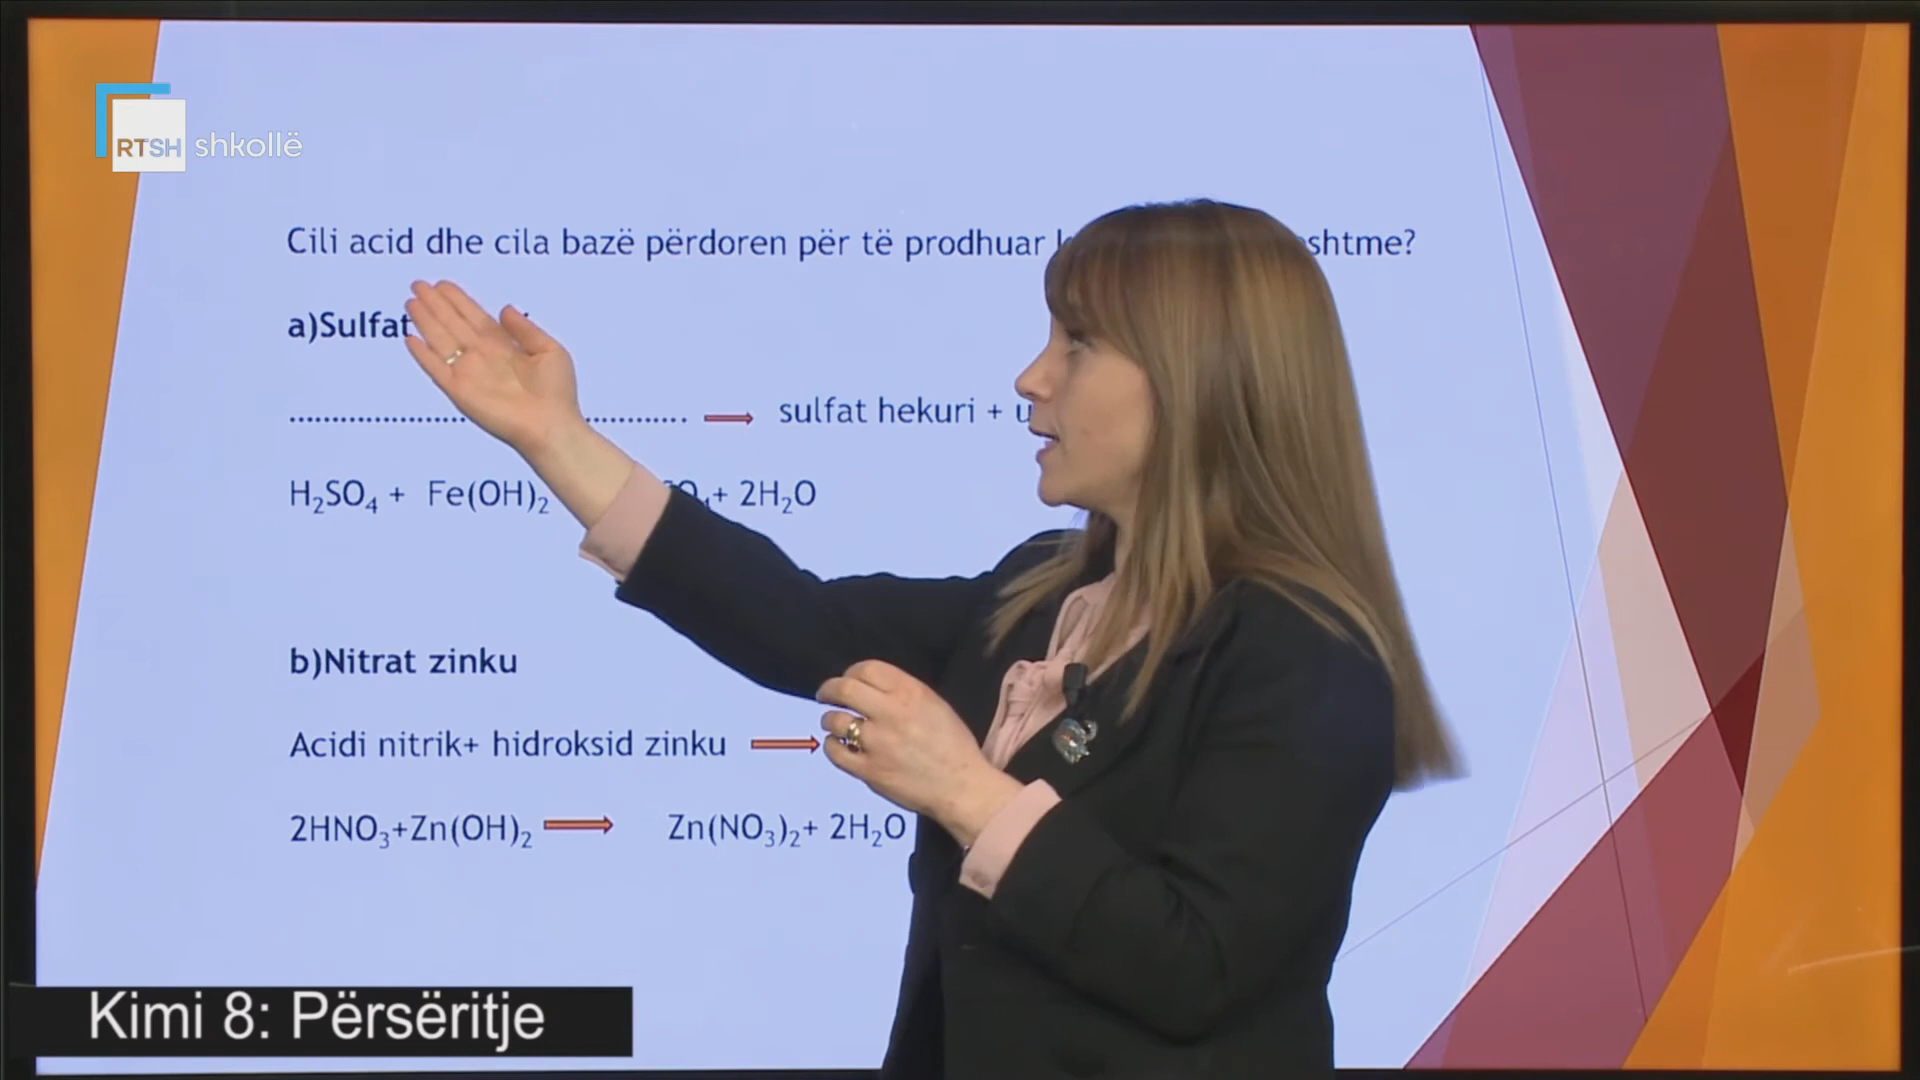 RTSH shkollë
Cili acid dhe cila bazë përdoren për të prodhuar
a)Sulfat
........................................ → sulfat hekuri +
H₂SO₄ + Fe(OH)₂ + 2H₂O
b)Nitrat zinku
Acidi nitrik+ hidroksid zinku →
2HNO₃+Zn(OH)₂ → Zn(NO₃)₂+ 2H₂O
Kimi 8: Përsëritje